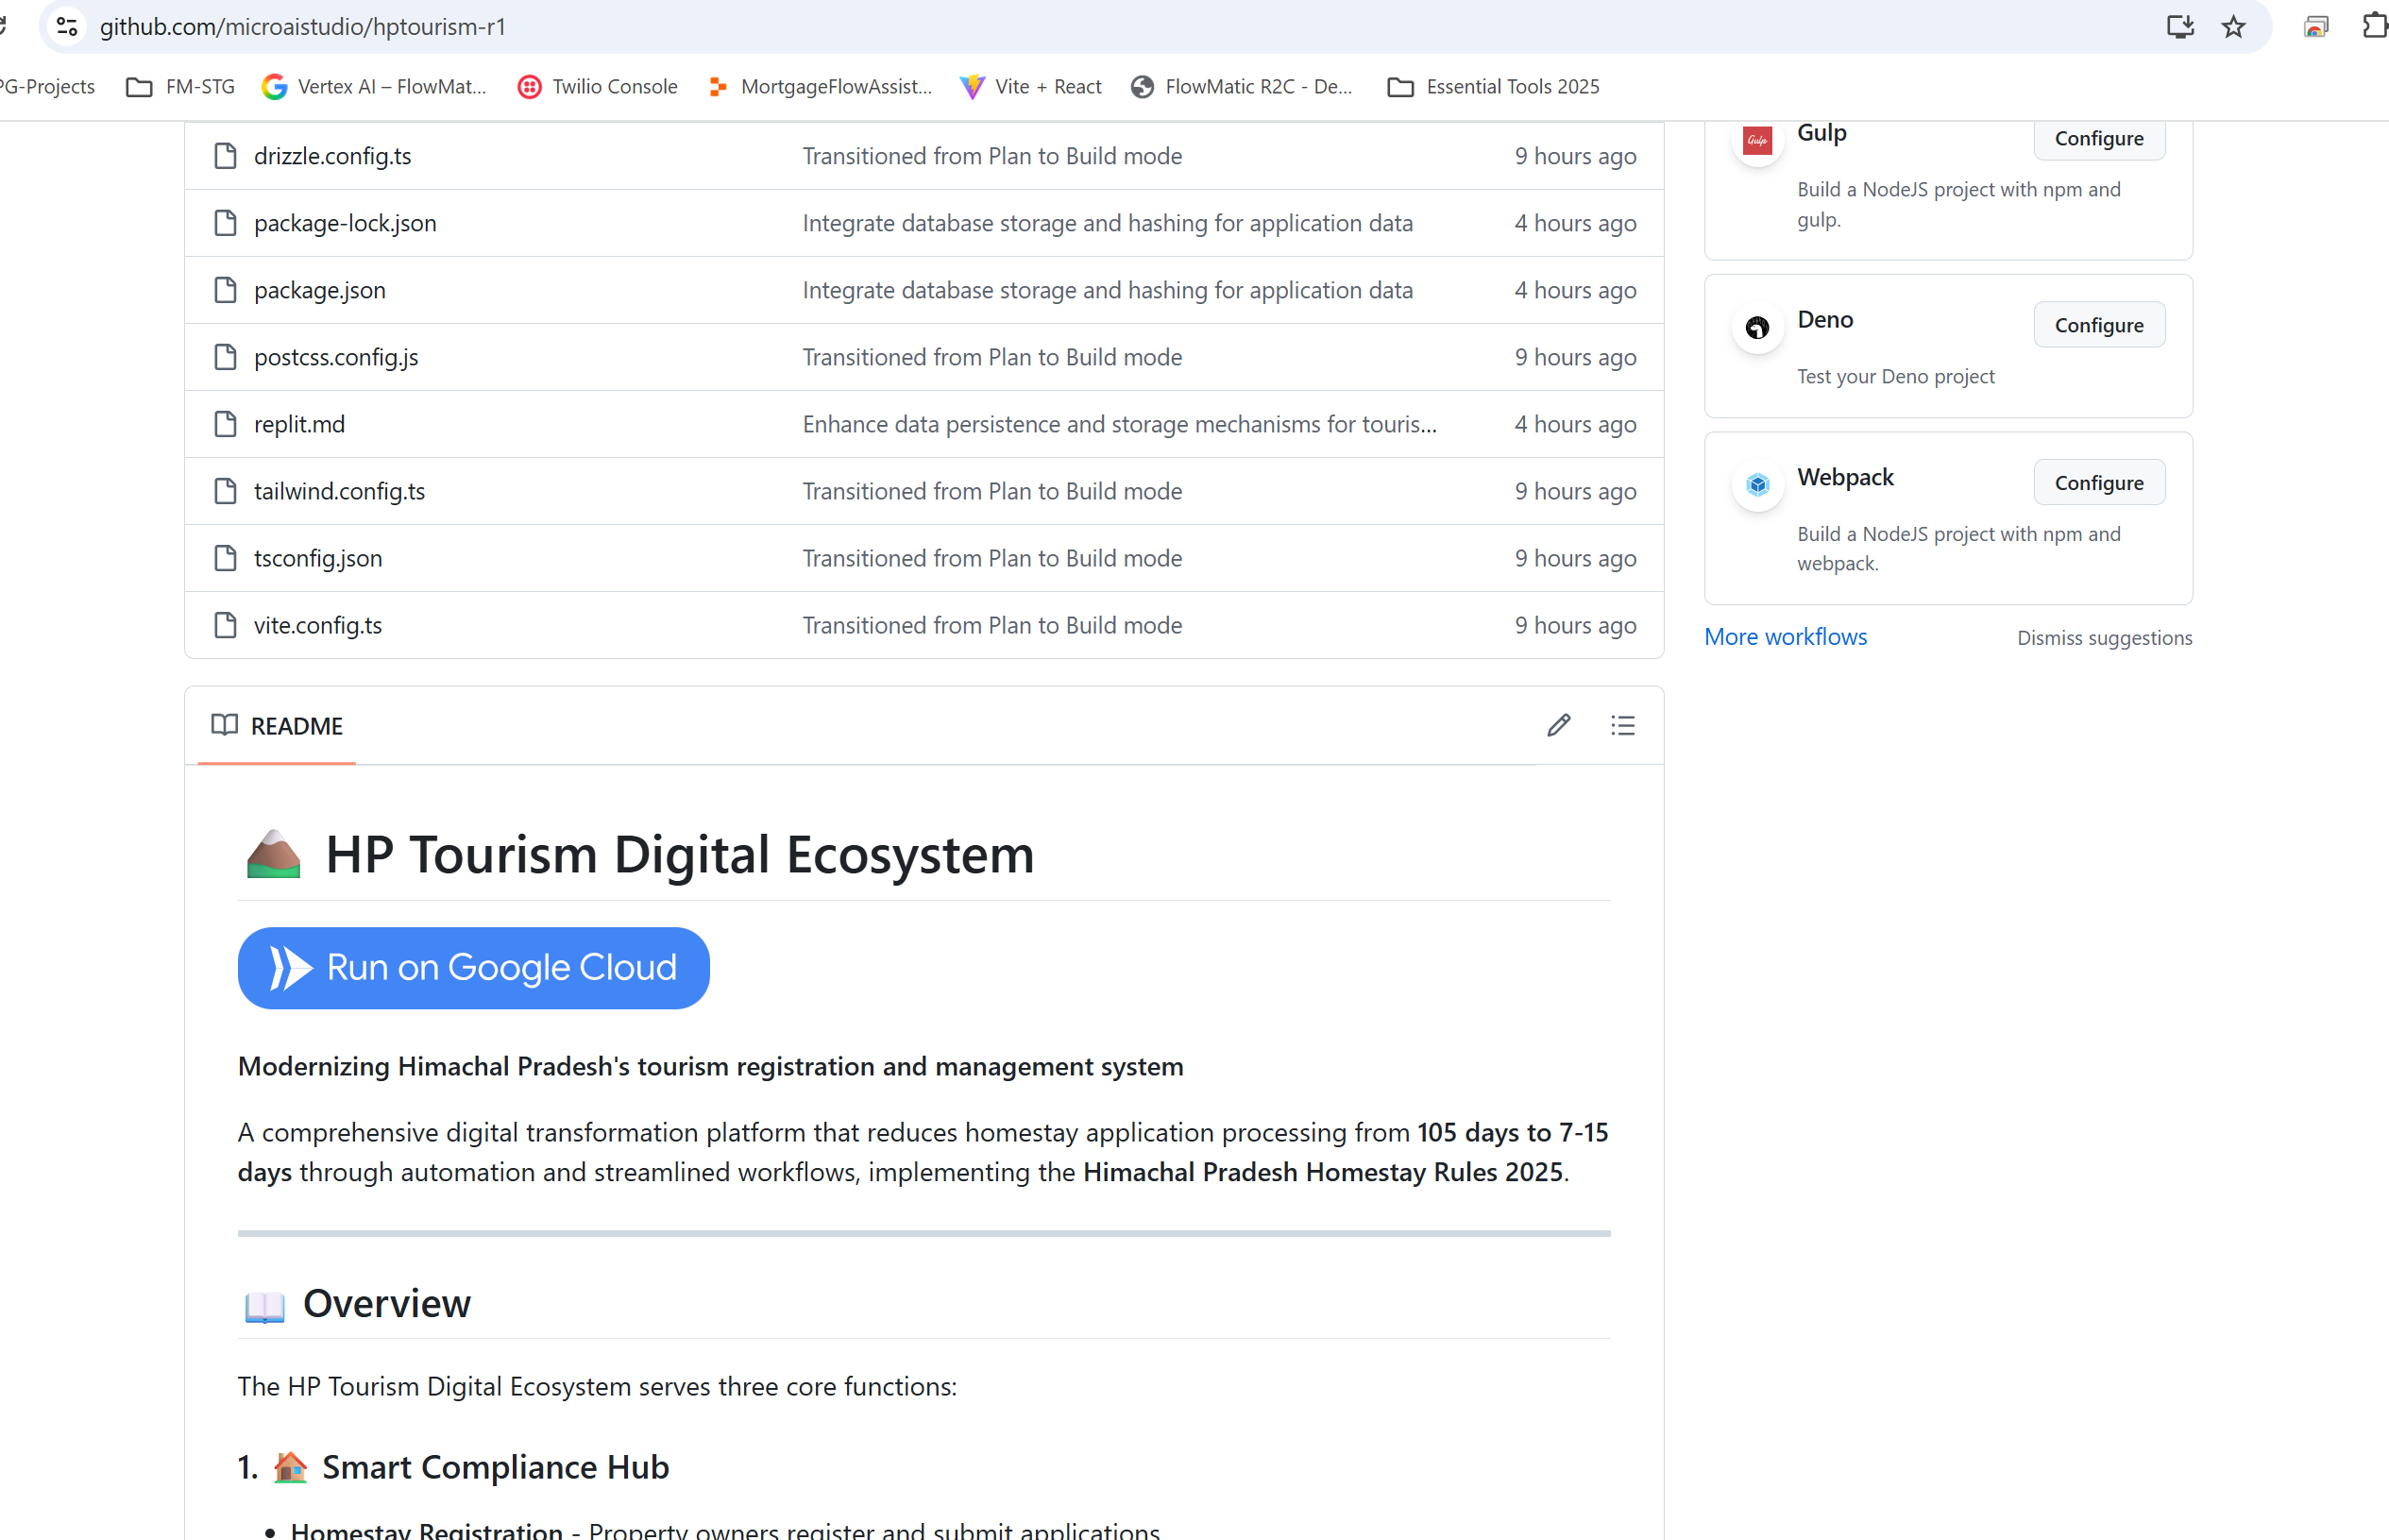 github.com/microaistudio/hptourism-r1
PG-Projects FM-STG Vertex AI – FlowMat... Twilio Console MortgageFlowAssist... Vite + React FlowMatic R2C - De... Essential Tools 2025
drizzle.config.ts Transitioned from Plan to Build mode 9 hours ago
package-lock.json Integrate database storage and hashing for application data 4 hours ago
package.json Integrate database storage and hashing for application data 4 hours ago
postcss.config.js Transitioned from Plan to Build mode 9 hours ago
replit.md Enhance data persistence and storage mechanisms for touris... 4 hours ago
tailwind.config.ts Transitioned from Plan to Build mode 9 hours ago
tsconfig.json Transitioned from Plan to Build mode 9 hours ago
vite.config.ts Transitioned from Plan to Build mode 9 hours ago
Gulp
Gulp Configure
Build a NodeJS project with npm and
gulp.
Deno Configure
Test your Deno project
Webpack Configure
Build a NodeJS project with npm and
webpack.
More workflows Dismiss suggestions
README
HP Tourism Digital Ecosystem
Run on Google Cloud
Modernizing Himachal Pradesh's tourism registration and management system
A comprehensive digital transformation platform that reduces homestay application processing from 105 days to 7-15
days through automation and streamlined workflows, implementing the Himachal Pradesh Homestay Rules 2025.
Overview
The HP Tourism Digital Ecosystem serves three core functions:
1. Smart Compliance Hub
• Homestay Registration - Property owners register and submit applications